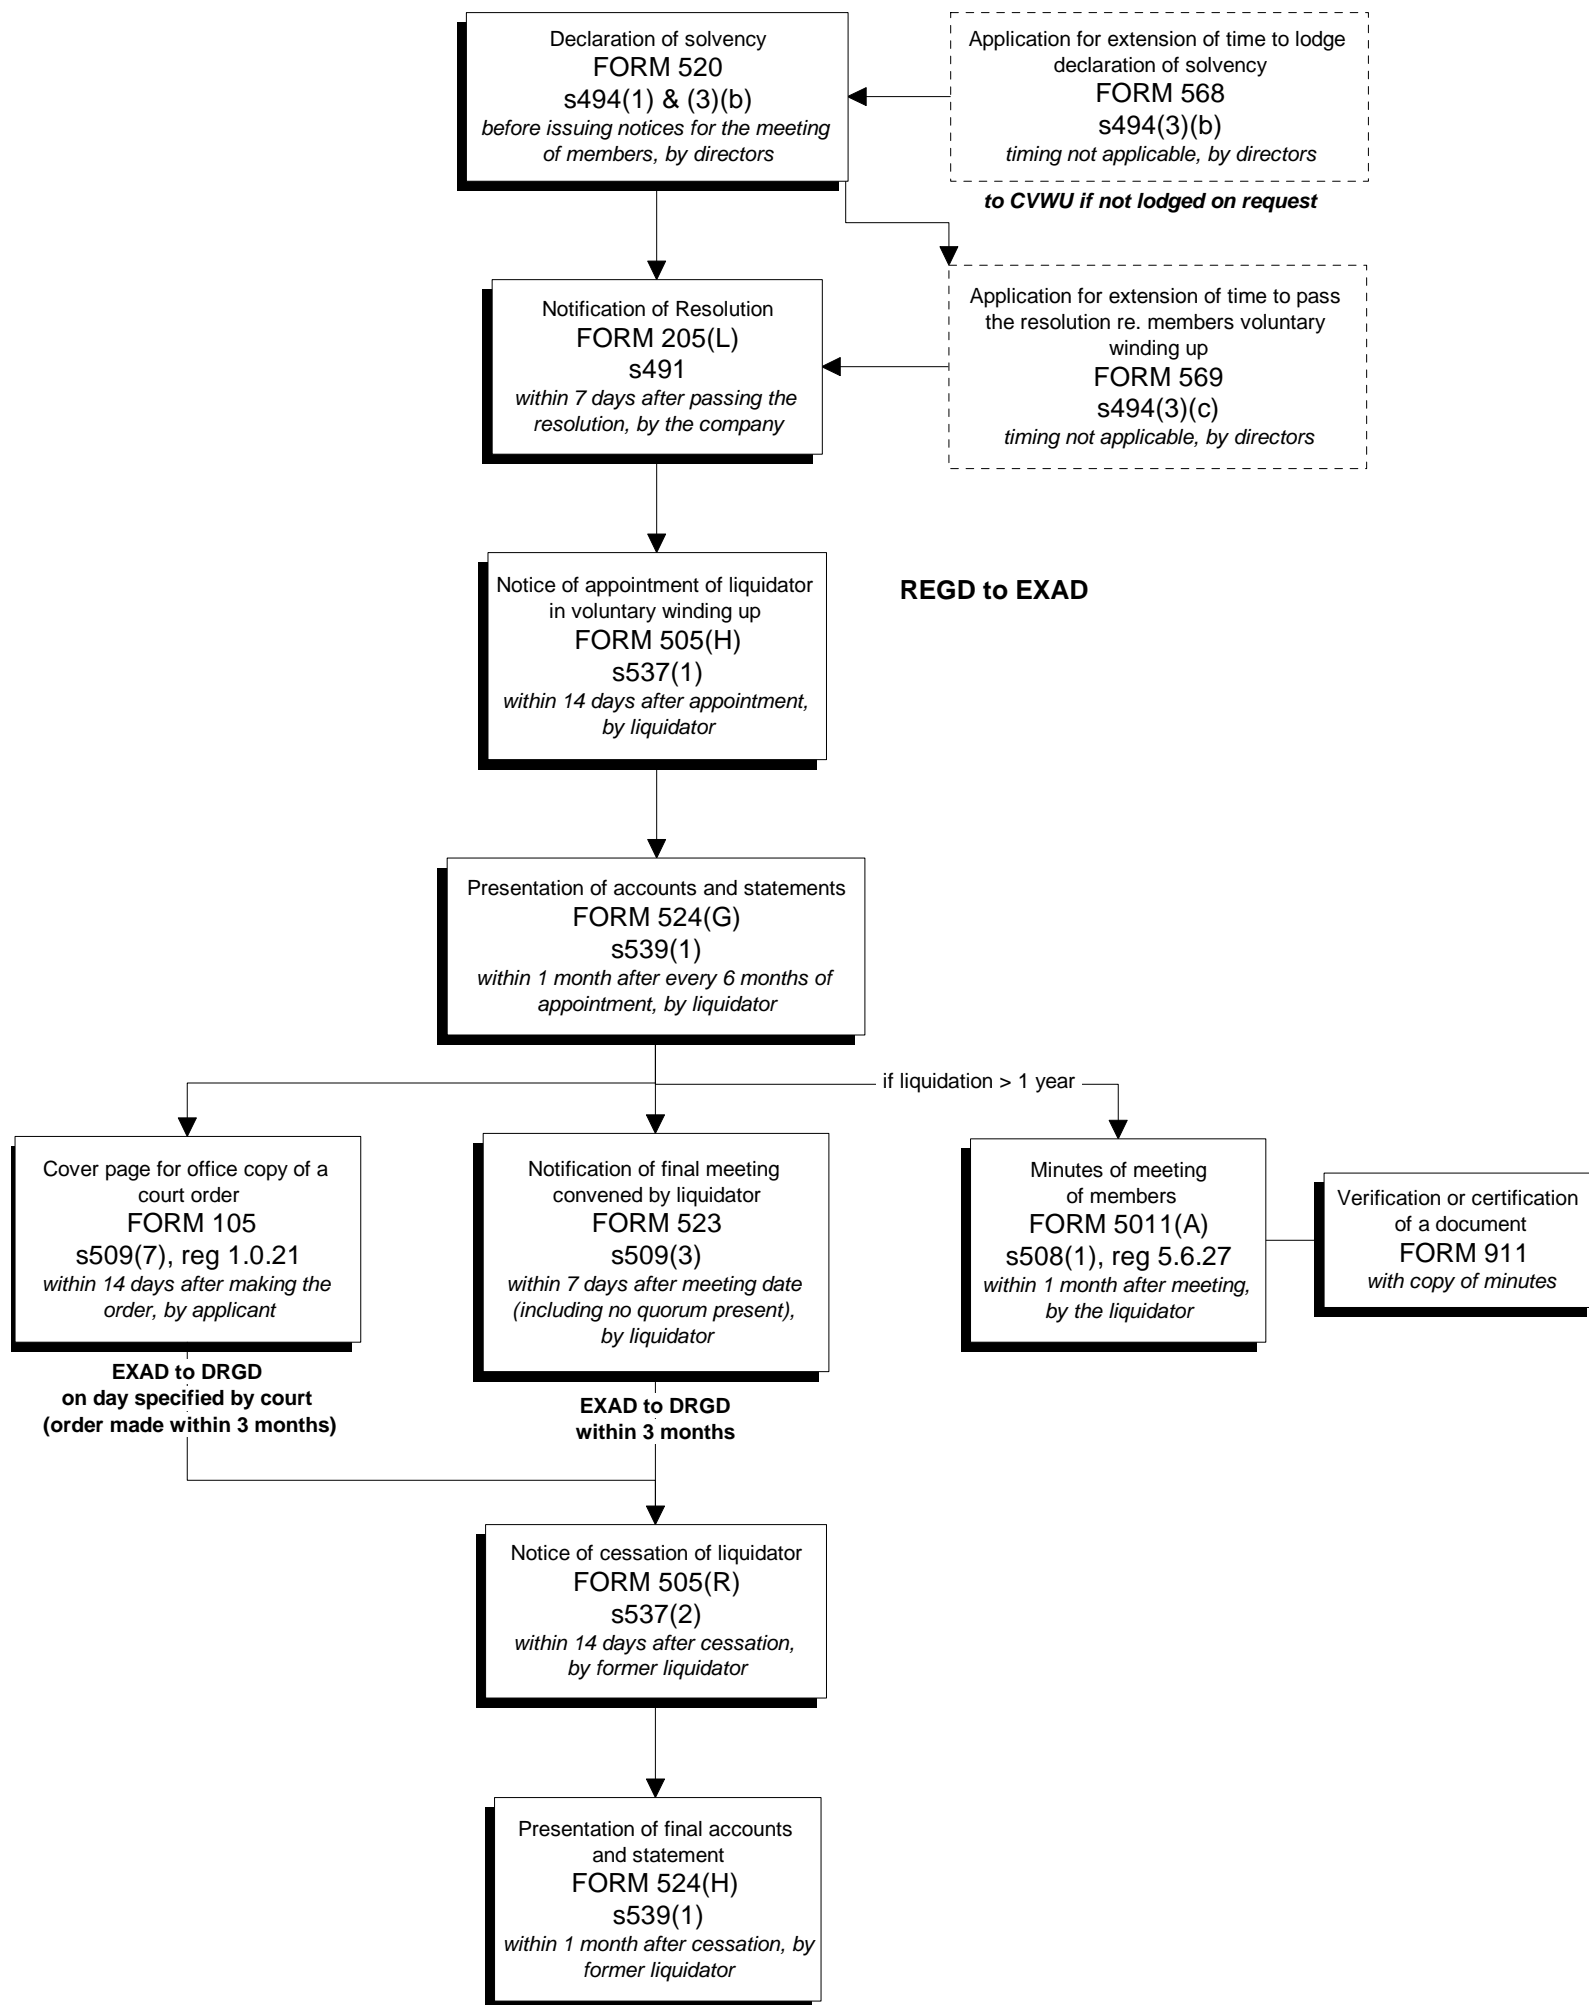 Declaration of solvency
FORM 520
s494(1) & (3)(b)
before issuing notices for the meeting
of members, by directors
Application for extension of time to lodge
declaration of solvency
FORM 568
s494(3)(b)
timing not applicable, by directors
to CVWU if not lodged on request
Notification of Resolution
FORM 205(L)
s491
within 7 days after passing the
resolution, by the company
Application for extension of time to pass
the resolution re. members voluntary
winding up
FORM 569
s494(3)(c)
timing not applicable, by directors
Notice of appointment of liquidator
in voluntary winding up
FORM 505(H)
s537(1)
within 14 days after appointment,
by liquidator
REGD to EXAD
Presentation of accounts and statements
FORM 524(G)
s539(1)
within 1 month after every 6 months of
appointment, by liquidator
if liquidation > 1 year
Cover page for office copy of a
court order
FORM 105
s509(7), reg 1.0.21
within 14 days after making the
order, by applicant
EXAD to DRGD
on day specified by court
(order made within 3 months)
Notification of final meeting
convened by liquidator
FORM 523
s509(3)
within 7 days after meeting date
(including no quorum present),
by liquidator
EXAD to DRGD
within 3 months
Minutes of meeting
of members
FORM 5011(A)
s508(1), reg 5.6.27
within 1 month after meeting,
by the liquidator
Verification or certification
of a document
FORM 911
with copy of minutes
Notice of cessation of liquidator
FORM 505(R)
s537(2)
within 14 days after cessation,
by former liquidator
Presentation of final accounts
and statement
FORM 524(H)
s539(1)
within 1 month after cessation, by
former liquidator